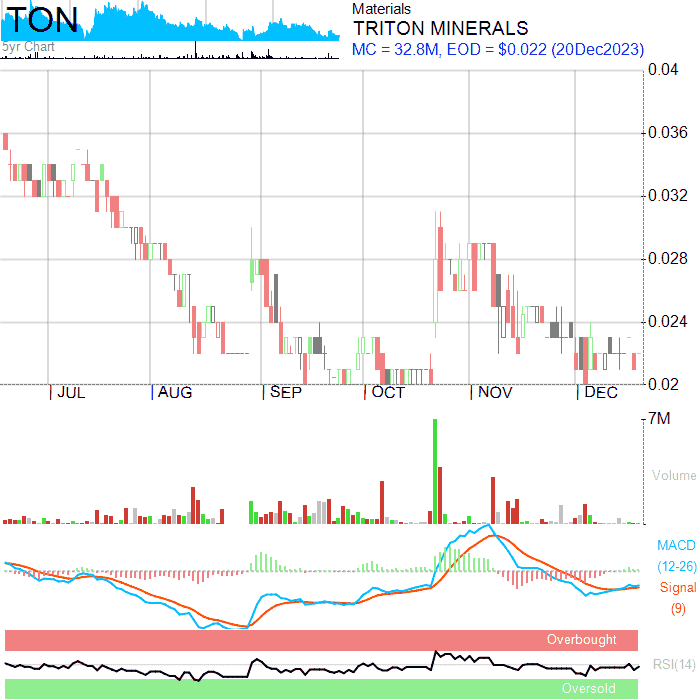 TON
5yr Chart
Materials
TRITON MINERALS
MC = 32.8M, EOD = $0.022 (20Dec2023)
0.04
0.036
0.032
0.028
0.024
0.02
JUL AUG SEP OCT NOV DEC
7M
Volume
MACD
(12-26)
Signal
(9)
Overbought
RSI(14)
Oversold